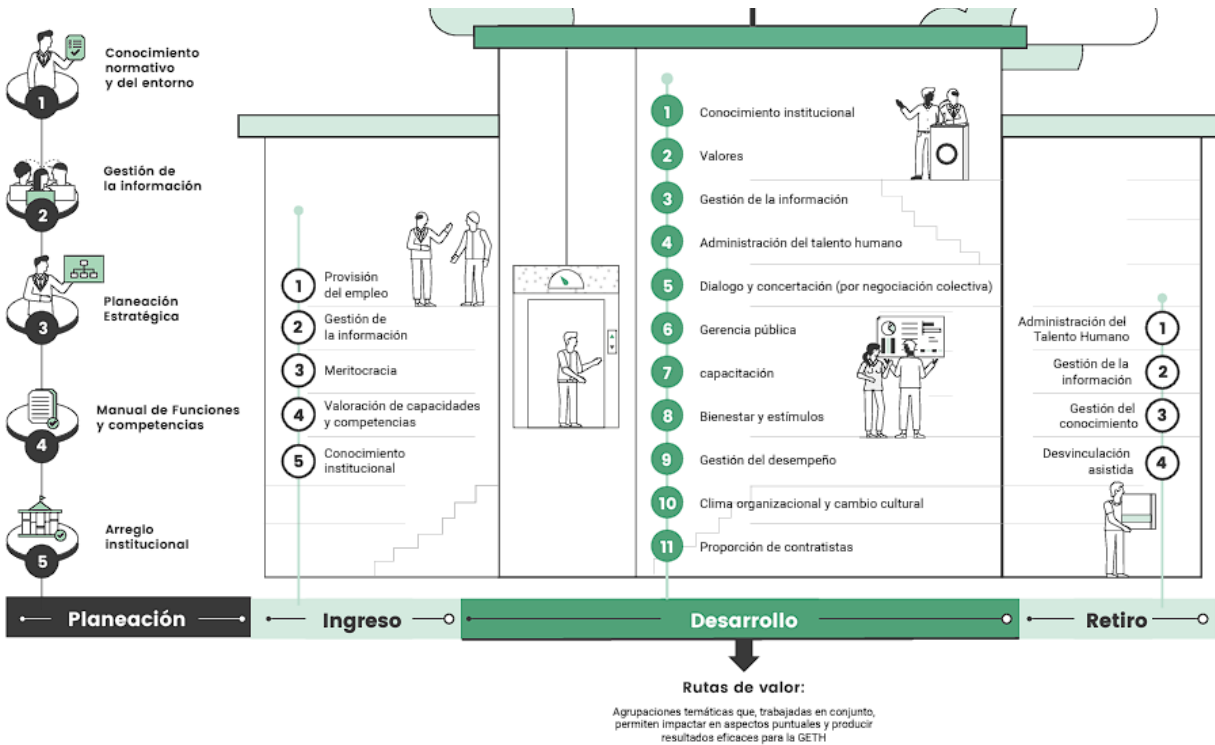 1
Conocimiento
normativo
y del entorno
2
Gestión de
la información
3
Planeación
Estratégica
4
Manual de Funciones
y competencias
5
Arreglo
institucional
Planeación
1
Provisión
del empleo
2
Gestión de
la información
3
Meritocracia
4
Valoración de capacidades
y competencias
5
Conocimiento
institucional
Ingreso
1
Conocimiento institucional
2
Valores
3
Gestión de la información
4
Administración del talento humano
5
Dialogo y concertación (por negociación colectiva)
6
Gerencia pública
7
capacitación
8
Bienestar y estímulos
9
Gestión del desempeño
10
Clima organizacional y cambio cultural
11
Proporción de contratistas
Desarrollo
Administración del
Talento Humano
1
Gestión de la
información
2
Gestión del
conocimiento
3
Desvinculación
asistida
4
Retiro
Rutas de valor:
Agrupaciones temáticas que, trabajadas en conjunto,
permiten impactar en aspectos puntuales y producir
resultados eficaces para la GETH